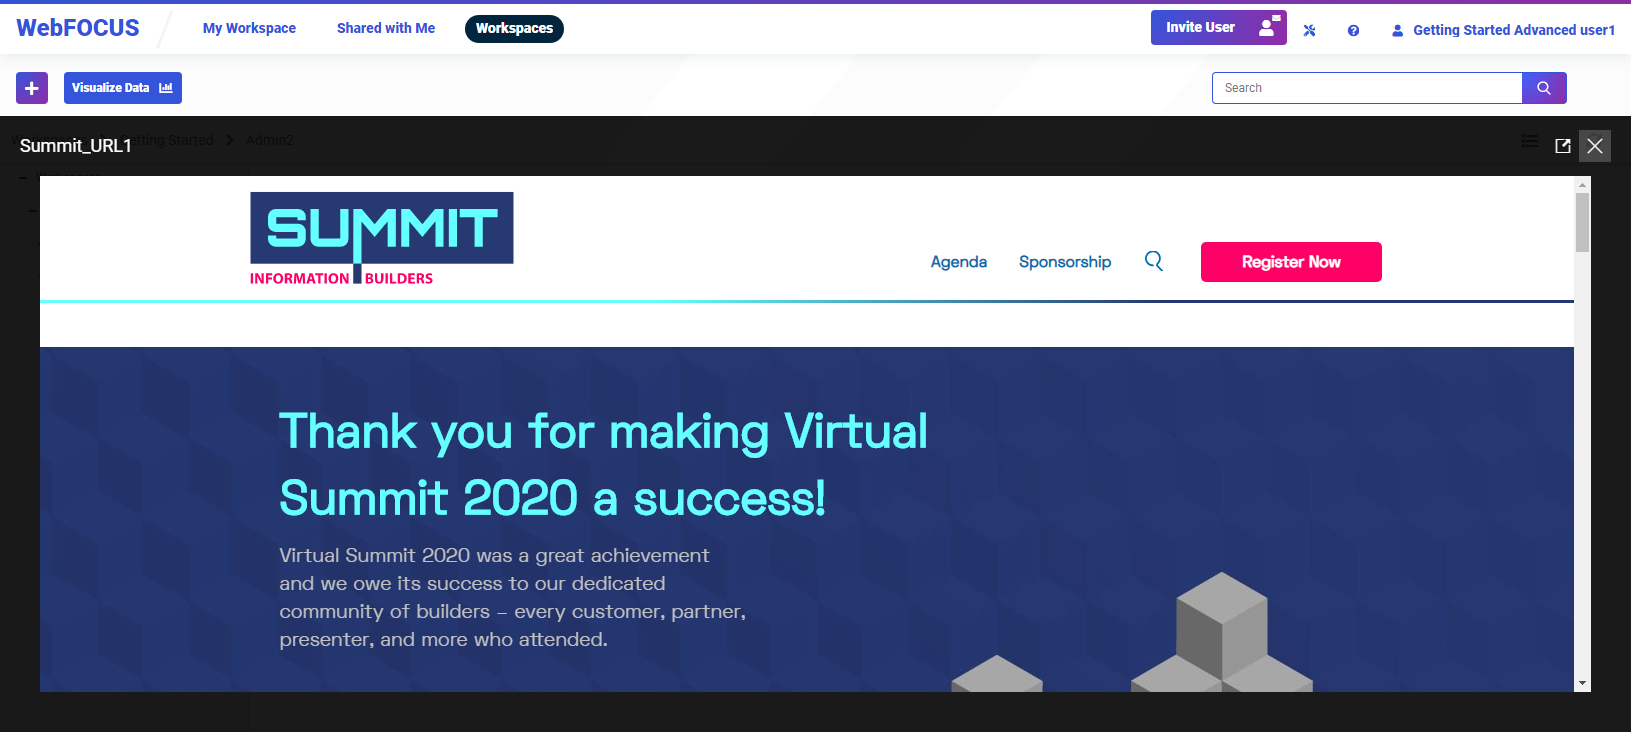 WebFOCUS
My Workspace
Shared with Me
Workspaces
Invite User
Getting Started Advanced user1
Visualize Data
Search
Getting Started
Admin2
Summit_URL1
SUMMIT
INFORMATION BUILDERS
Agenda
Sponsorship
Register Now
Thank you for making Virtual
Summit 2020 a success!
Virtual Summit 2020 was a great achievement
and we owe its success to our dedicated
community of builders – every customer, partner,
presenter, and more who attended.